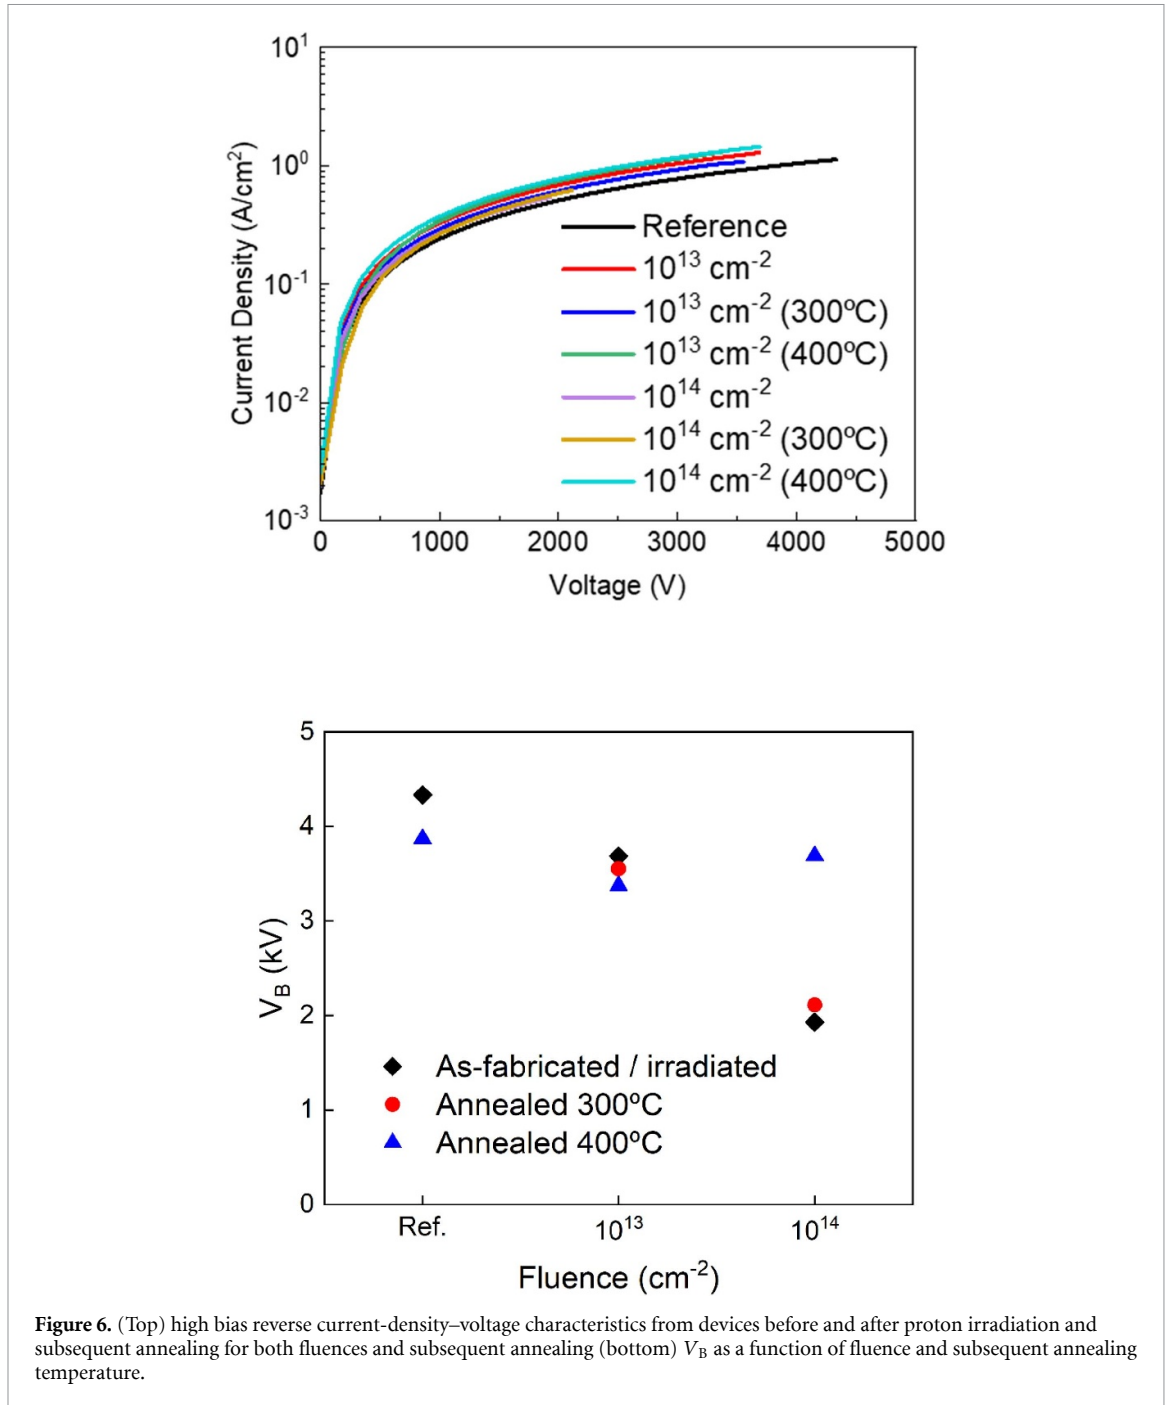 10¹
10⁰
10⁻¹
10⁻²
10⁻³
Current Density (A/cm²)
Reference
10¹³ cm⁻²
10¹³ cm⁻² (300ºC)
10¹³ cm⁻² (400ºC)
10¹⁴ cm⁻²
10¹⁴ cm⁻² (300ºC)
10¹⁴ cm⁻² (400ºC)
0 1000 2000 3000 4000 5000
Voltage (V)
5
4
3
2
1
0
V_B (kV)
As-fabricated / irradiated
Annealed 300ºC
Annealed 400ºC
Ref. 10¹³ 10¹⁴
Fluence (cm⁻²)
Figure 6. (Top) high bias reverse current-density–voltage characteristics from devices before and after proton irradiation and
subsequent annealing for both fluences and subsequent annealing (bottom) V_B as a function of fluence and subsequent annealing
temperature.